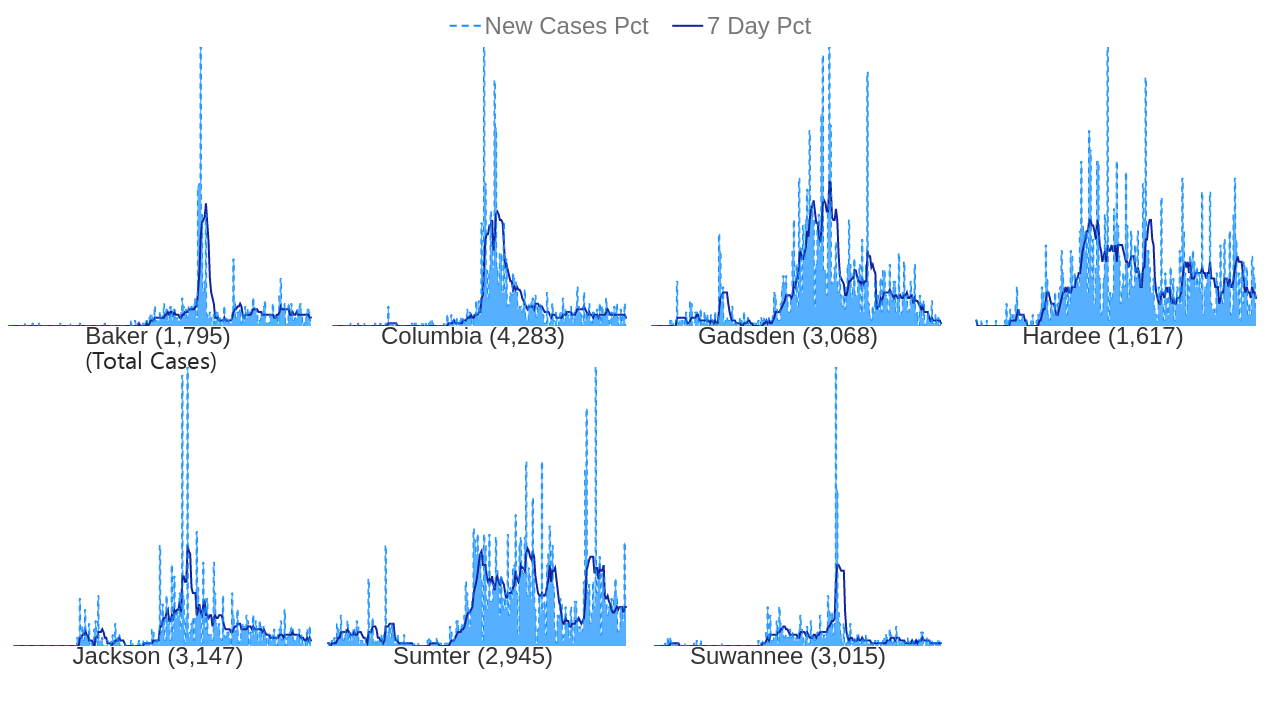 New Cases Pct 7 Day Pct
Baker (1,795) Columbia (4,283) Gadsden (3,068) Hardee (1,617)
(Total Cases)
Jackson (3,147) Sumter (2,945) Suwannee (3,015)